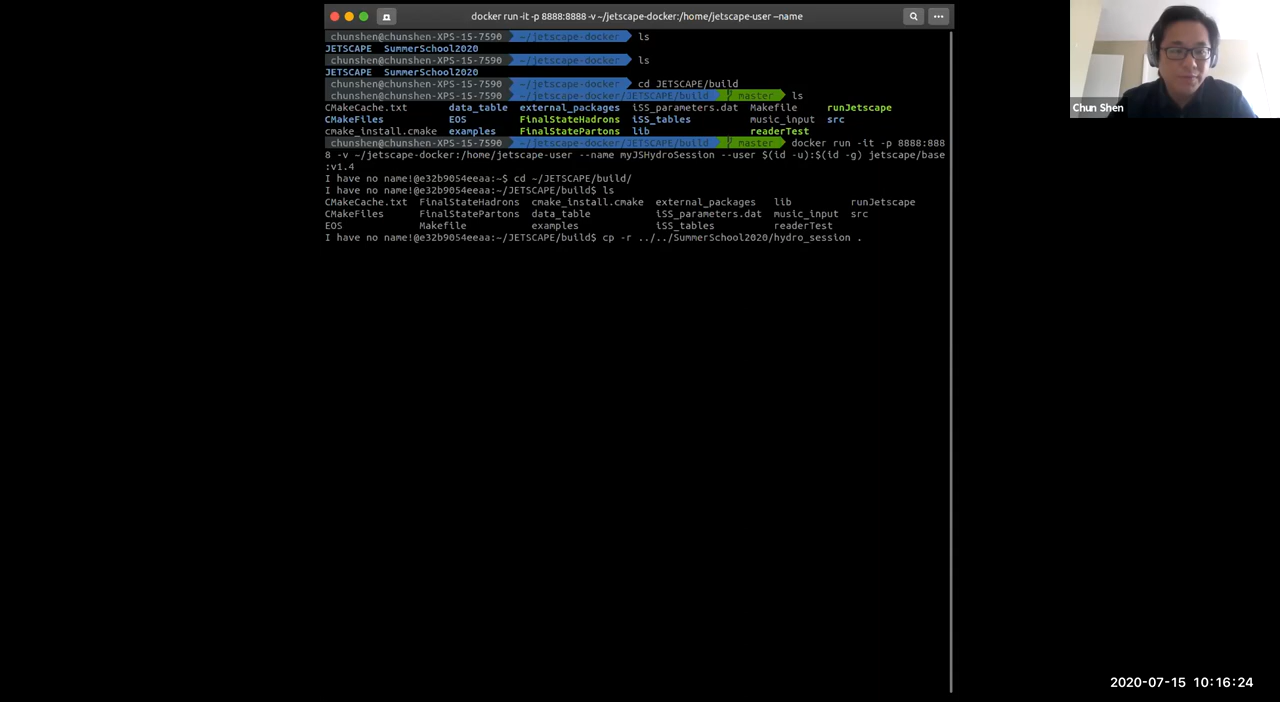 docker run -it -p 8888:8888 -v ~/jetscape-docker:/home/jetscape-user --name
chunshen@chunshen-XPS-15-7590 ~/jetscape-docker ls
JETSCAPE SummerSchool2020
chunshen@chunshen-XPS-15-7590 ~/jetscape-docker ls
JETSCAPE SummerSchool2020
chunshen@chunshen-XPS-15-7590 ~/jetscape-docker cd JETSCAPE/build
chunshen@chunshen-XPS-15-7590 ~/jetscape-docker/JETSCAPE/build master ls
CMakeCache.txt data_table external_packages iSS_parameters.dat Makefile runJetscape
CMakeFiles EOS FinalStateHadrons iSS_tables music_input src
cmake_install.cmake examples FinalStatePartons lib readerTest
chunshen@chunshen-XPS-15-7590 ~/jetscape-docker/JETSCAPE/build master docker run -it -p 8888:888
8 -v ~/jetscape-docker:/home/jetscape-user --name myJSHydroSession --user $(id -u):$(id -g) jetscape/base
:v1.4
I have no name!@e32b9054eeaa:~$ cd ~/JETSCAPE/build/
I have no name!@e32b9054eeaa:~/JETSCAPE/build$ ls
CMakeCache.txt FinalStateHadrons cmake_install.cmake external_packages lib runJetscape
CMakeFiles FinalStatePartons data_table iSS_parameters.dat music_input src
EOS Makefile examples iSS_tables readerTest
I have no name!@e32b9054eeaa:~/JETSCAPE/build$ cp -r ../../SummerSchool2020/hydro_session .
Chun Shen
2020-07-15 10:16:24